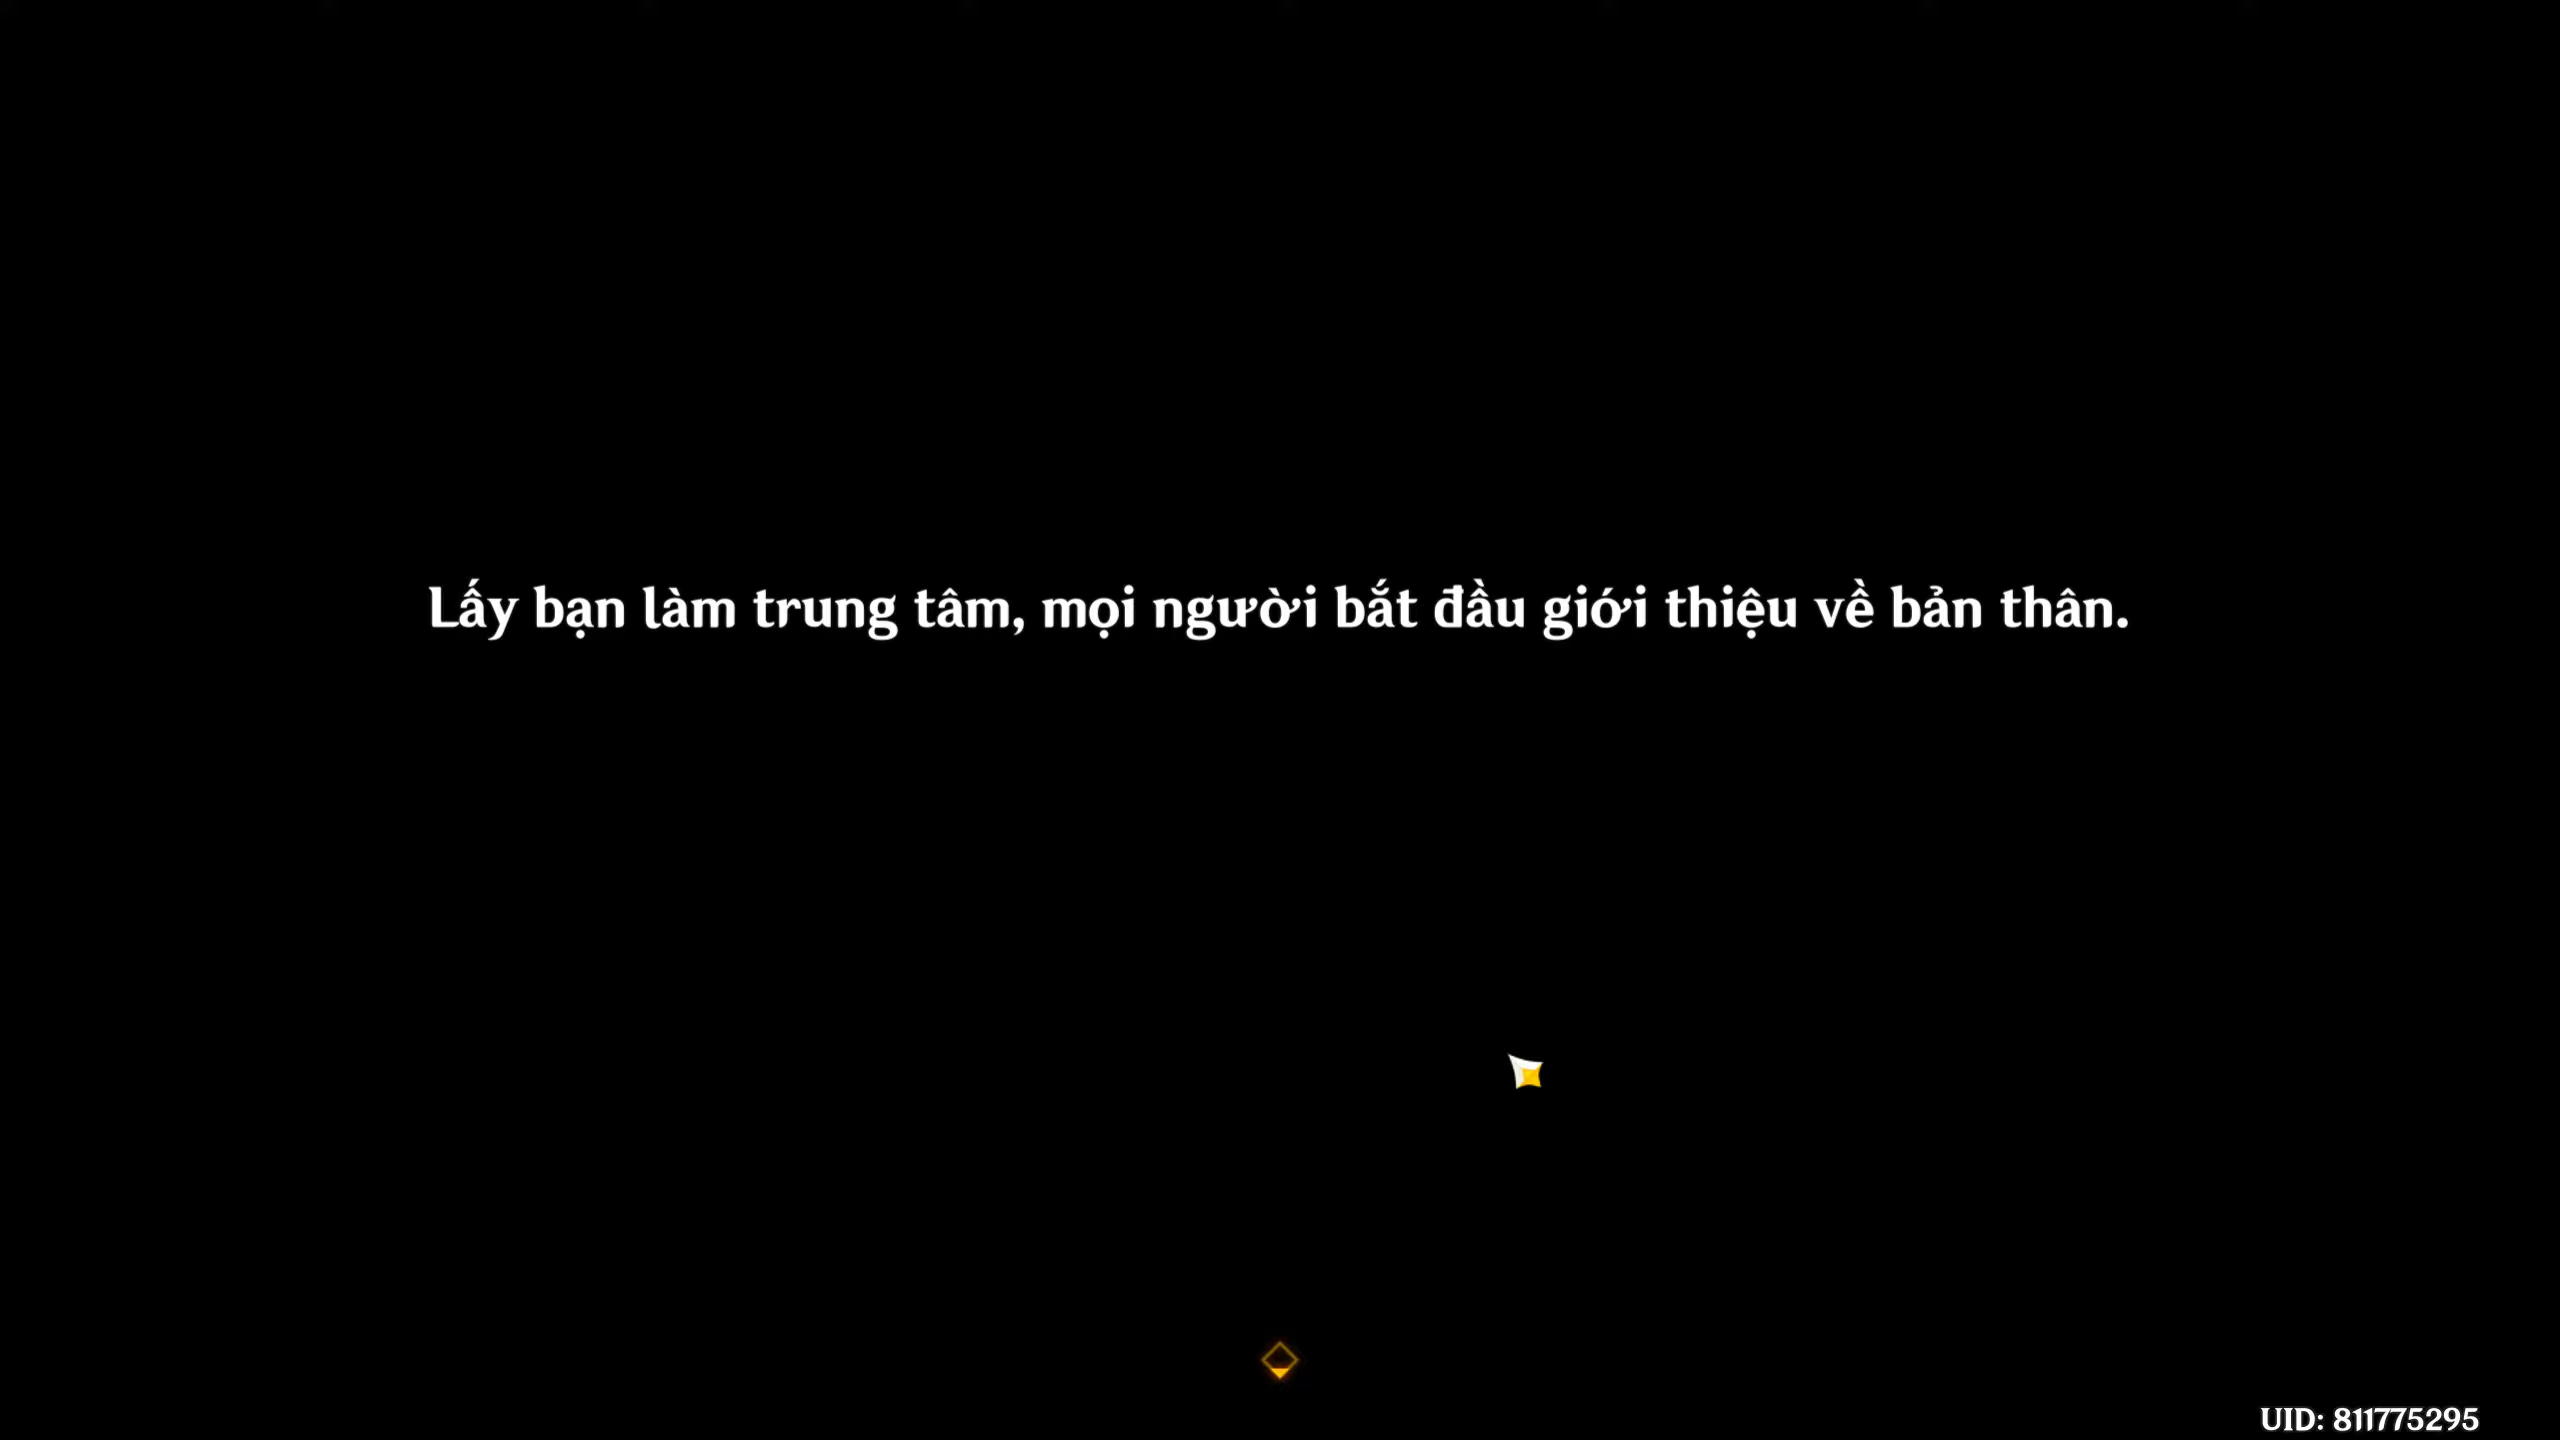 Lấy bạn làm trung tâm, mọi người bắt đầu giới thiệu về bản thân.
UID: 811775295